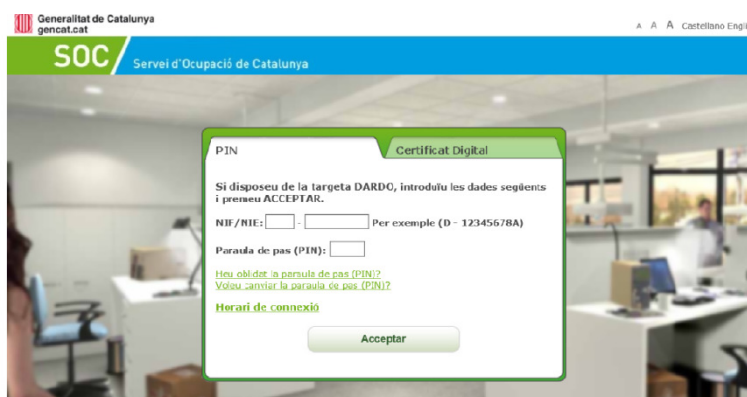 Generalitat de Catalunya
gencat.cat
A A A Castellano Engli
SOC Servei d'Ocupació de Catalunya
PIN
Certificat Digital
Si disposeu de la targeta DARDO, introduïu les dades següents
i premeu ACCEPTAR.
NIF/NIE: - Per exemple (D - 12345678A)
Paraula de pas (PIN):
Heu oblidat la paraula de pas (PIN)?
Voleu canviar la paraula de pas (PIN)?
Horari de connexió
Acceptar